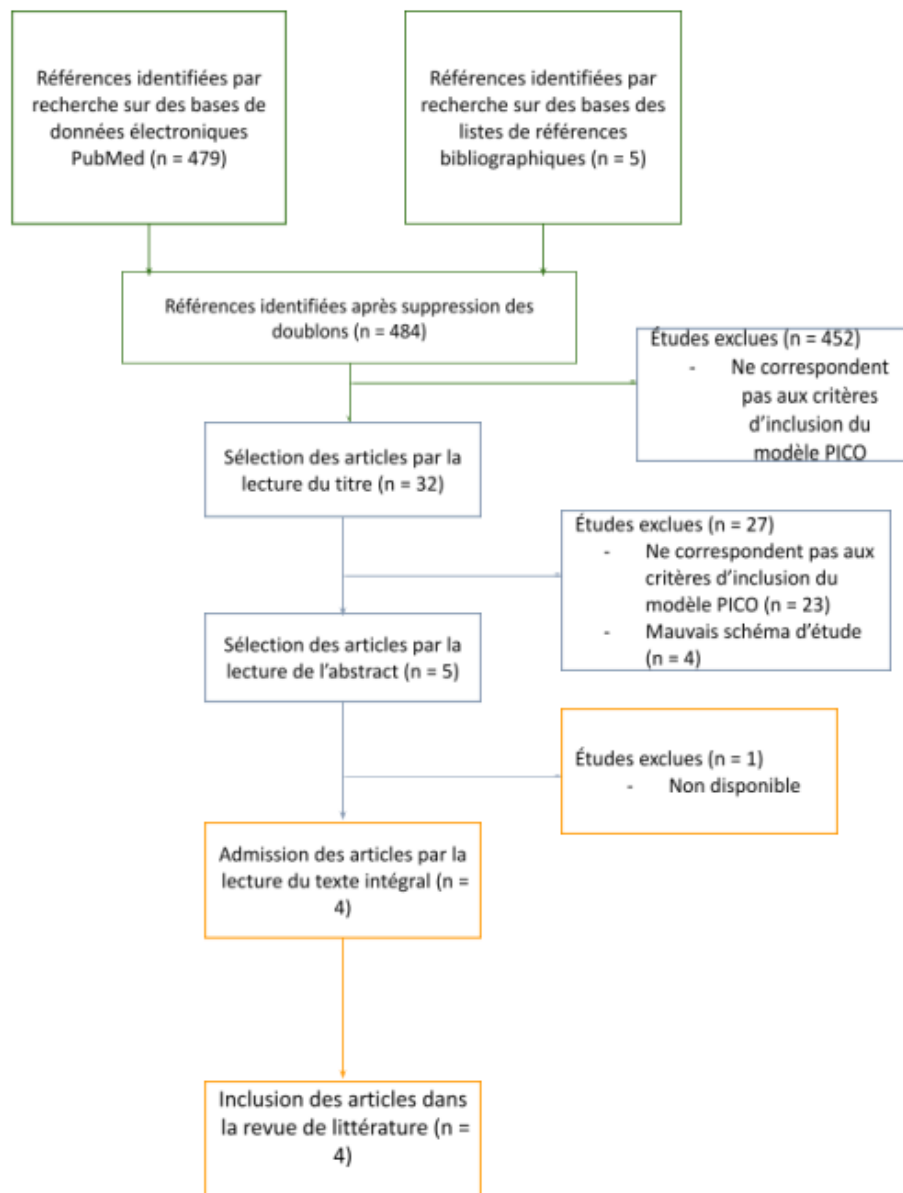 Références identifiées par
recherche sur des bases de
données électroniques
PubMed (n = 479)
Références identifiées par
recherche sur des bases des
listes de références
bibliographiques (n = 5)
Références identifiées après suppression des
doublons (n = 484)
Études exclues (n = 452)
- Ne correspondent
pas aux critères
d’inclusion du
modèle PICO
Sélection des articles par la
lecture du titre (n = 32)
Études exclues (n = 27)
- Ne correspondent pas aux
critères d’inclusion du
modèle PICO (n = 23)
- Mauvais schéma d’étude
(n = 4)
Sélection des articles par la
lecture de l’abstract (n = 5)
Études exclues (n = 1)
- Non disponible
Admission des articles par la
lecture du texte intégral (n =
4)
Inclusion des articles dans
la revue de littérature (n =
4)